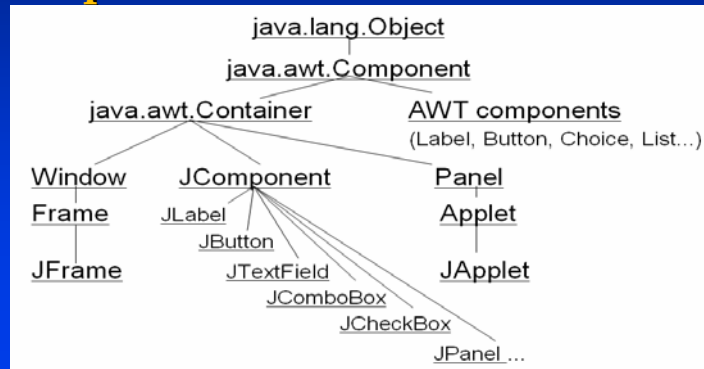 java.lang.Object
java.awt.Component
java.awt.Container AWT components
(Label, Button, Choice, List...)
Window JComponent Panel
Frame JLabel Applet
JButton
JFrame JTextField JApplet
JComboBox
JCheckBox
JPanel ...